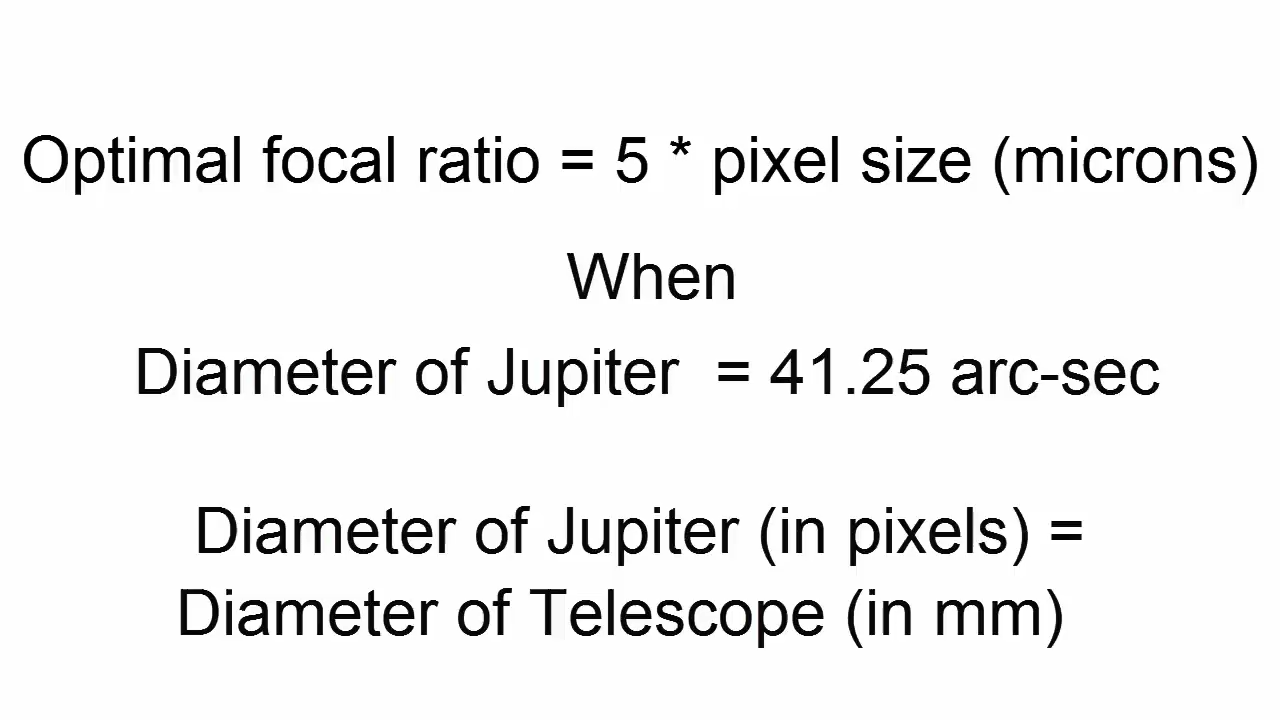 Optimal focal ratio = 5 * pixel size (microns)
When
Diameter of Jupiter = 41.25 arc-sec
Diameter of Jupiter (in pixels) =
Diameter of Telescope (in mm)